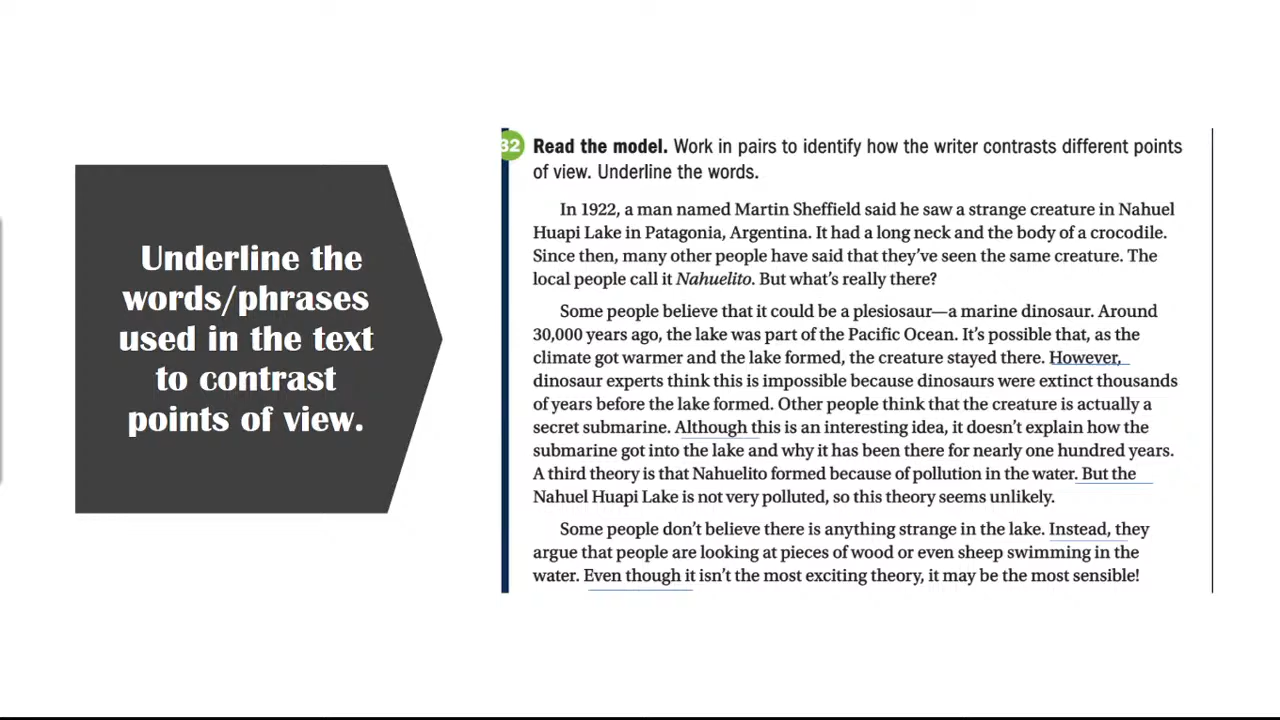 Underline the
words/phrases
used in the text
to contrast
points of view.
32 Read the model. Work in pairs to identify how the writer contrasts different points
of view. Underline the words.
In 1922, a man named Martin Sheffield said he saw a strange creature in Nahuel
Huapi Lake in Patagonia, Argentina. It had a long neck and the body of a crocodile.
Since then, many other people have said that they’ve seen the same creature. The
local people call it Nahuelito. But what’s really there?
Some people believe that it could be a plesiosaur—a marine dinosaur. Around
30,000 years ago, the lake was part of the Pacific Ocean. It’s possible that, as the
climate got warmer and the lake formed, the creature stayed there. However,
dinosaur experts think this is impossible because dinosaurs were extinct thousands
of years before the lake formed. Other people think that the creature is actually a
secret submarine. Although this is an interesting idea, it doesn’t explain how the
submarine got into the lake and why it has been there for nearly one hundred years.
A third theory is that Nahuelito formed because of pollution in the water. But the
Nahuel Huapi Lake is not very polluted, so this theory seems unlikely.
Some people don’t believe there is anything strange in the lake. Instead, they
argue that people are looking at pieces of wood or even sheep swimming in the
water. Even though it isn’t the most exciting theory, it may be the most sensible!